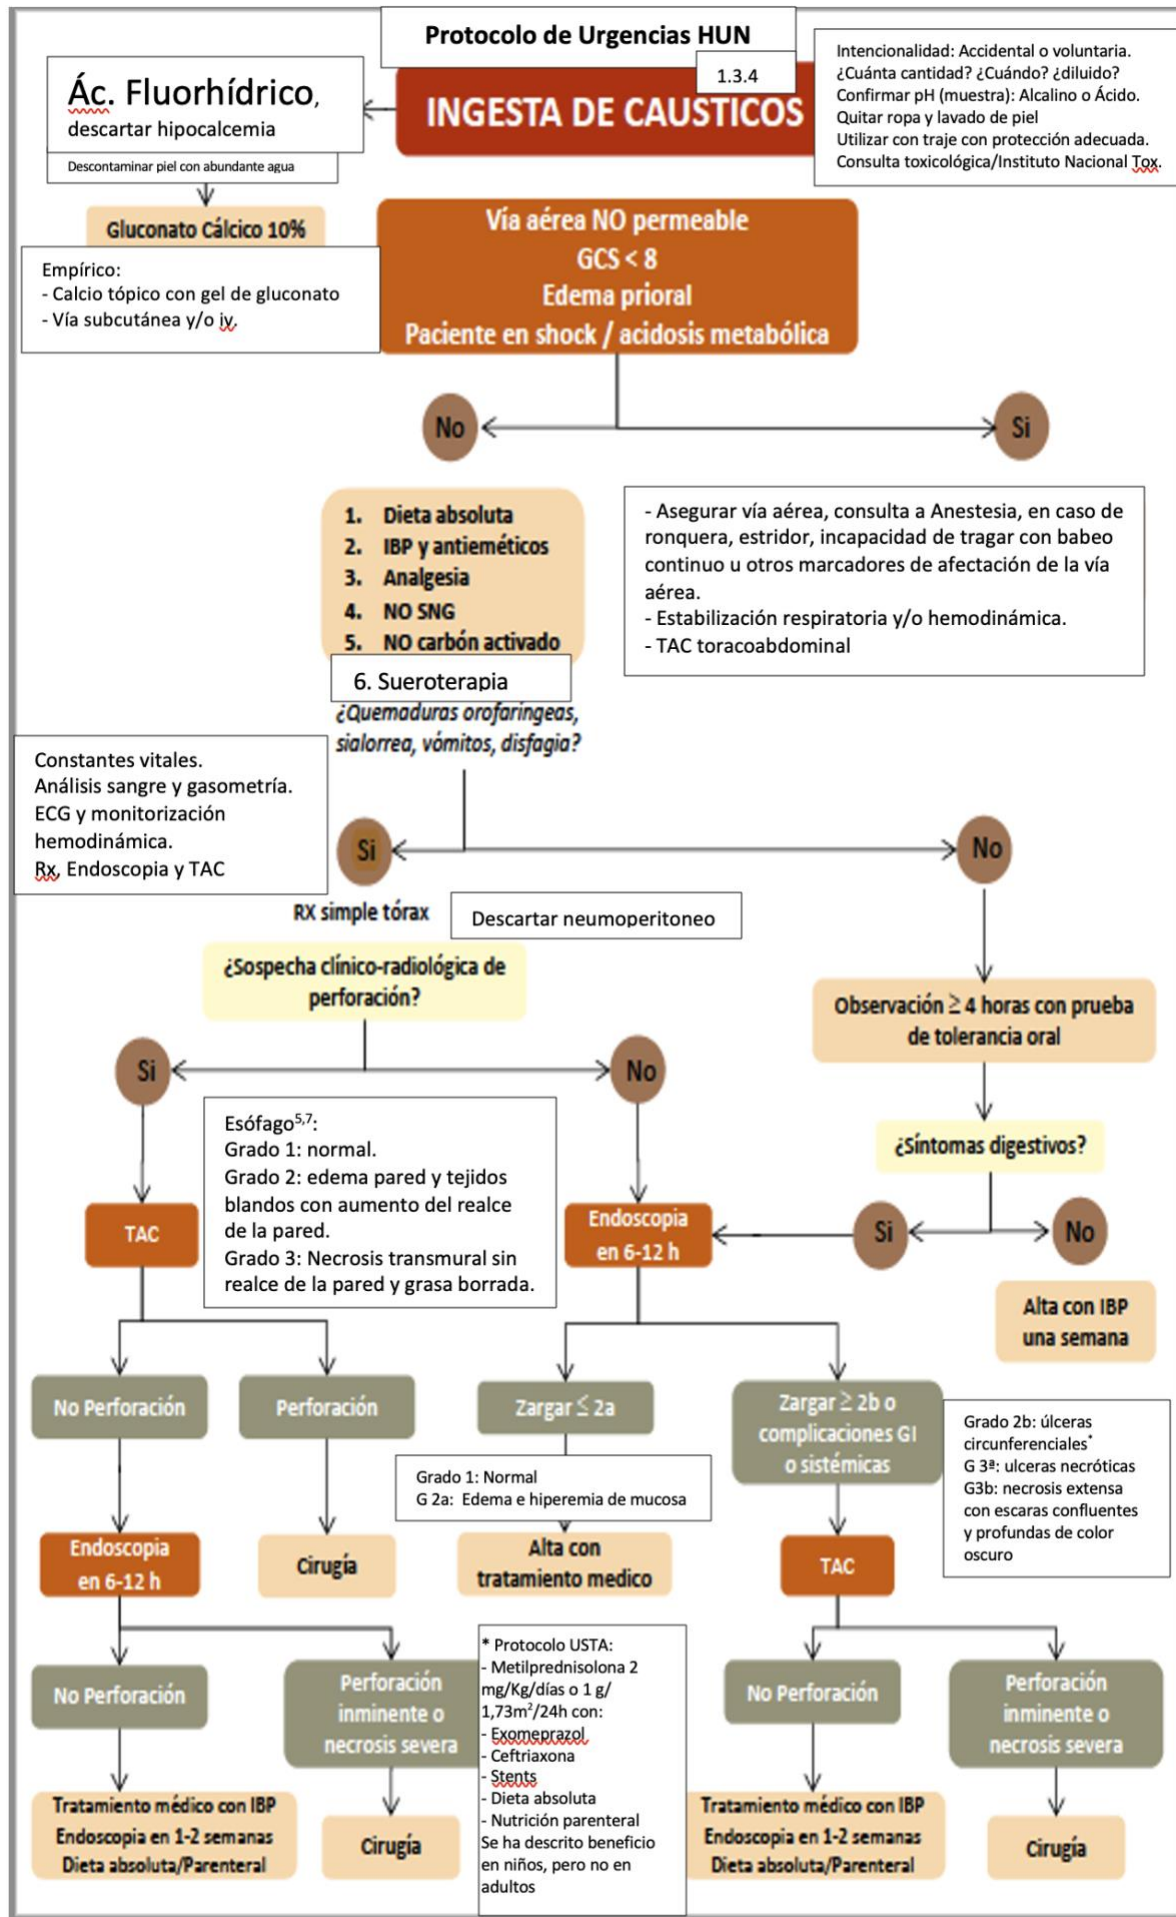 Protocolo de Urgencias HUN
1.3.4
INGESTA DE CAUSTICOS
Intencionalidad: Accidental o voluntaria.
¿Cuánta cantidad? ¿Cuándo? ¿diluido?
Confirmar pH (muestra): Alcalino o Ácido.
Quitar ropa y lavado de piel
Utilizar con traje con protección adecuada.
Consulta toxicológica/Instituto Nacional Tox.
Ác. Fluorhídrico,
descartar hipocalcemia
Descontaminar piel con abundante agua
Gluconato Cálcico 10%
Empírico:
- Calcio tópico con gel de gluconato
- Vía subcutánea y/o iv.
Vía aérea NO permeable
GCS < 8
Edema prioral
Paciente en shock / acidosis metabólica
No
Si
1. Dieta absoluta
2. IBP y antieméticos
3. Analgesia
4. NO SNG
5. NO carbón activado
6. Sueroterapia
- Asegurar vía aérea, consulta a Anestesia, en caso de
ronquera, estridor, incapacidad de tragar con babeo
continuo u otros marcadores de afectación de la vía
aérea.
- Estabilización respiratoria y/o hemodinámica.
- TAC toracoabdominal
¿Quemaduras orofaríngeas,
sialorrea, vómitos, disfagia?
Constantes vitales.
Análisis sangre y gasometría.
ECG y monitorización
hemodinámica.
Rx, Endoscopia y TAC
Si
No
RX simple tórax
Descartar neumoperitoneo
¿Sospecha clínico-radiológica de
perforación?
Observación ≥ 4 horas con prueba
de tolerancia oral
Si
No
Esófago5,7:
Grado 1: normal.
Grado 2: edema pared y tejidos
blandos con aumento del realce
de la pared.
Grado 3: Necrosis transmural sin
realce de la pared y grasa borrada.
¿Síntomas digestivos?
TAC
Endoscopia
en 6-12 h
Si
No
Alta con IBP
una semana
No Perforación
Perforación
Zargar ≤ 2a
Zargar ≥ 2b o
complicaciones GI
o sistémicas
Grado 1: Normal
G 2a: Edema e hiperemia de mucosa
Grado 2b: úlceras
circunferenciales*
G 3ª: ulceras necróticas
G3b: necrosis extensa
con escaras confluentes
y profundas de color
oscuro
Endoscopia
en 6-12 h
Cirugía
Alta con
tratamiento medico
TAC
No Perforación
Perforación
inminente o
necrosis severa
* Protocolo USTA:
- Metilprednisolona 2
mg/Kg/días o 1 g/
1,73m²/24h con:
- Exomeprazol
- Ceftriaxona
- Stents
- Dieta absoluta
- Nutrición parenteral
Se ha descrito beneficio
en niños, pero no en
adultos
No Perforación
Perforación
inminente o
necrosis severa
Tratamiento médico con IBP
Endoscopia en 1-2 semanas
Dieta absoluta/Parenteral
Cirugía
Tratamiento médico con IBP
Endoscopia en 1-2 semanas
Dieta absoluta/Parenteral
Cirugía